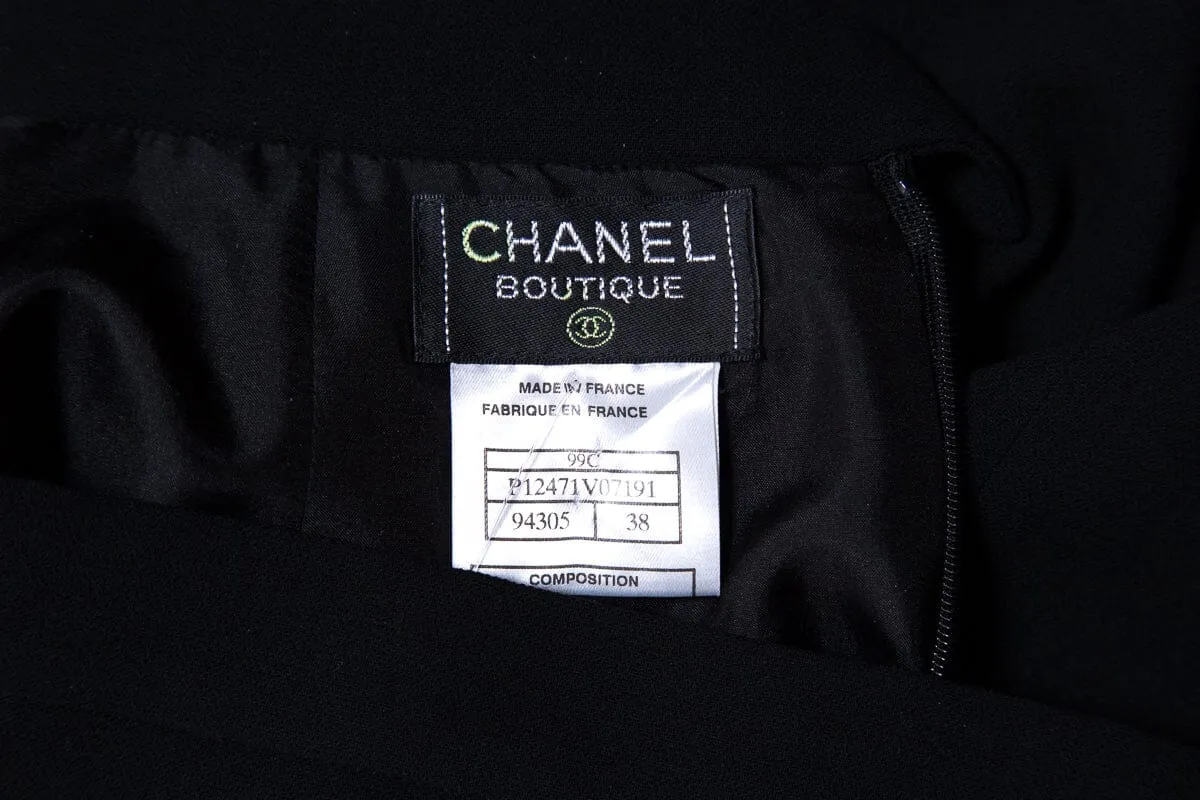 CHANEL
BOUTIQUE
MADE IN FRANCE
FABRIQUE EN FRANCE
99C
P12471V07191
94305 38
COMPOSITION